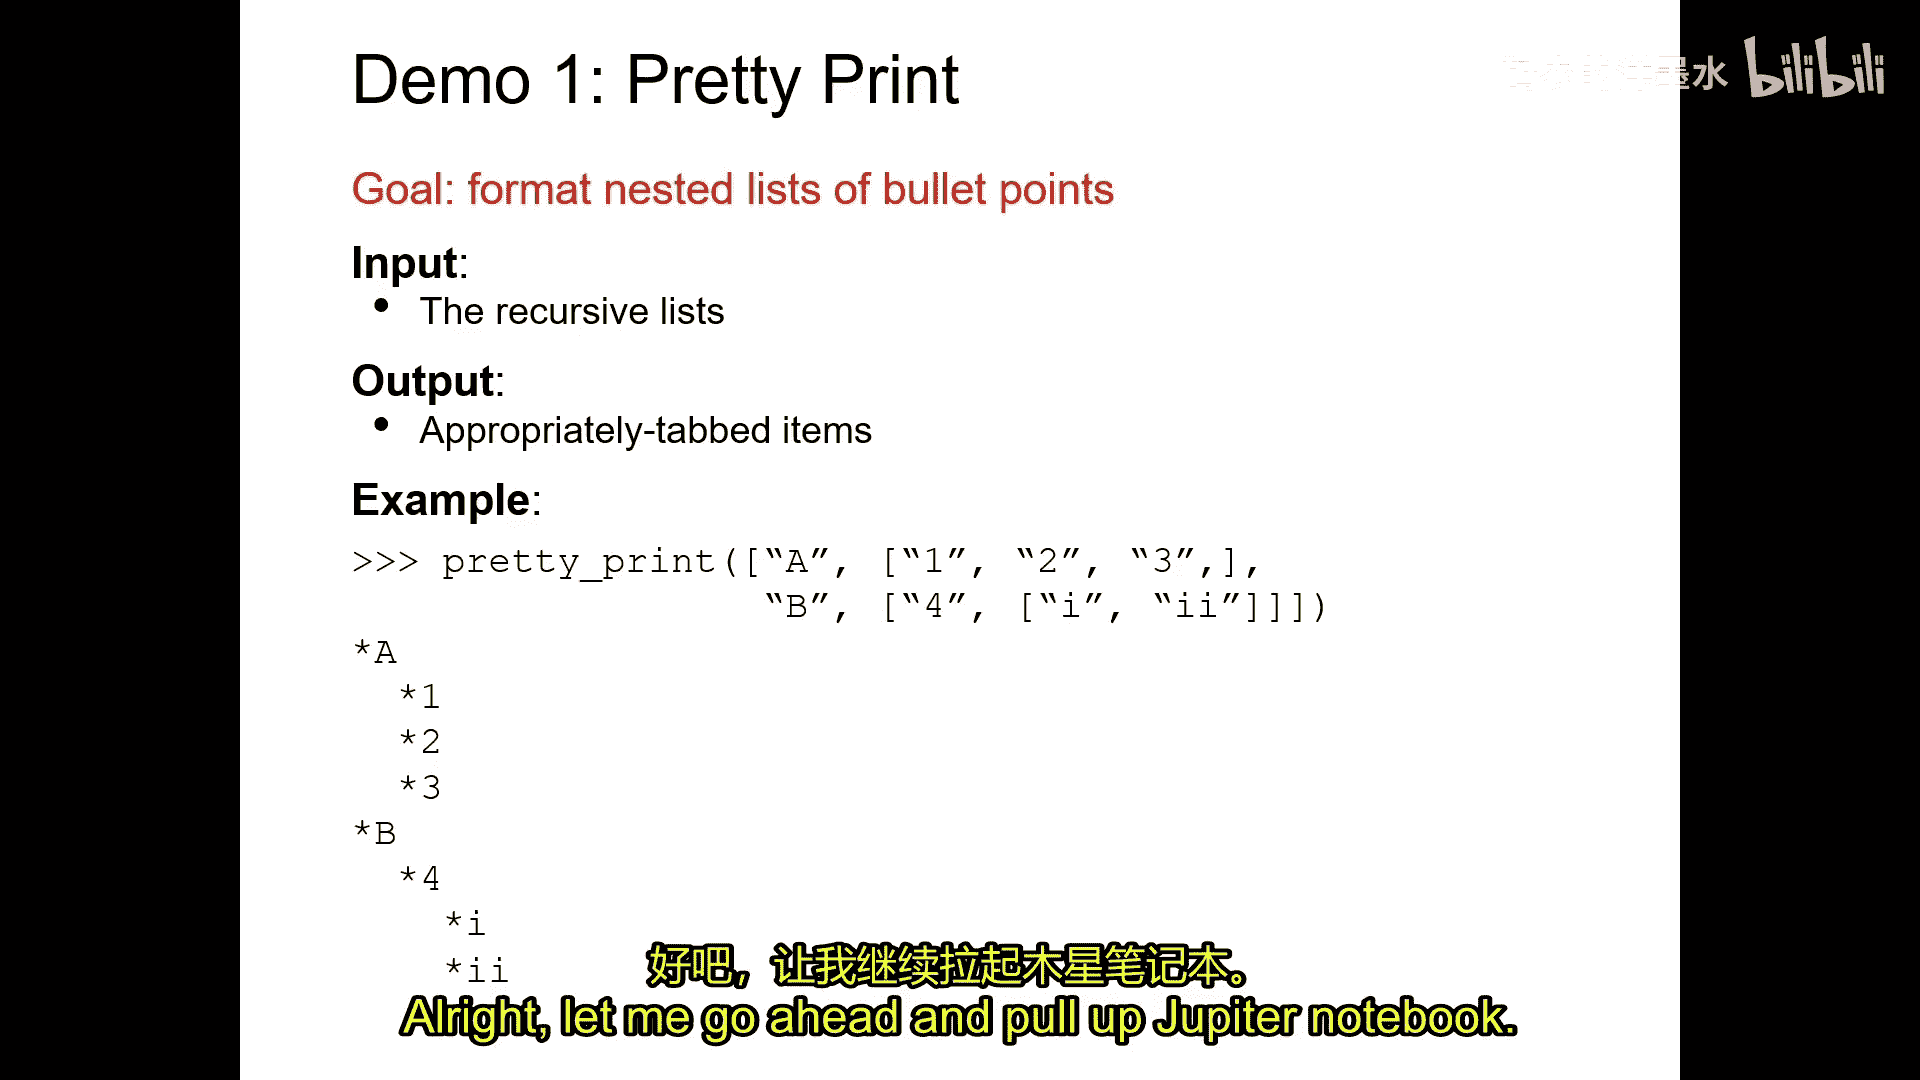 Demo 1: Pretty Print
墨水 bilibili
Goal: format nested lists of bullet points
Input:
• The recursive lists
Output:
• Appropriately-tabbed items
Example:
>>> pretty_print([“A”, [“1”, “2”, “3”,],
“B”, [“4”, [“i”, “ii”]]])
*A
*1
*2
*3
*B
*4
*i
*ii
好吧，让我继续拉起木星笔记本。
Alright, let me go ahead and pull up Jupiter notebook.